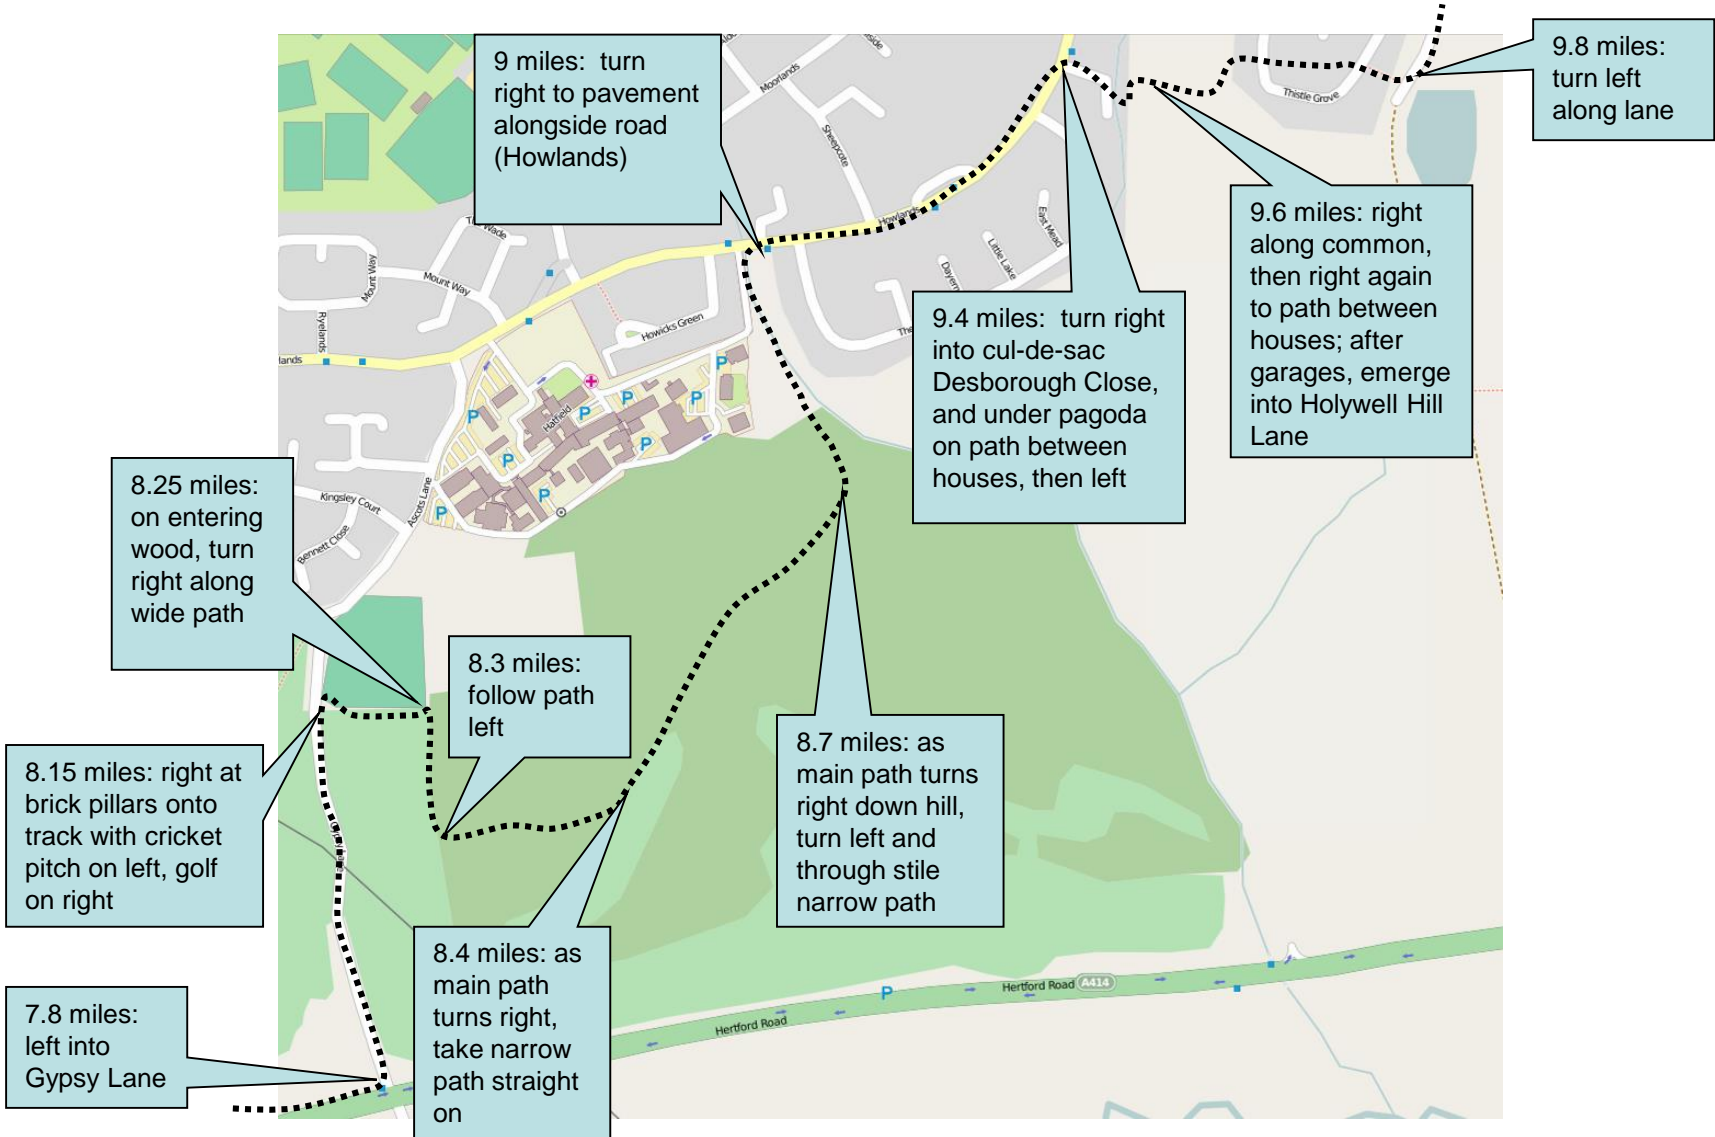 9 miles:  turn
right to pavement
alongside road
(Howlands)
9.8 miles:
turn left
along lane
9.6 miles: right
along common,
then right again
to path between
houses; after
garages, emerge
into Holywell Hill
Lane
9.4 miles:  turn right
into cul-de-sac
Desborough Close,
and under pagoda
on path between
houses, then left
8.25 miles:
on entering
wood, turn
right along
wide path
8.3 miles:
follow path
left
8.7 miles: as
main path turns
right down hill,
turn left and
through stile
narrow path
8.15 miles: right at
brick pillars onto
track with cricket
pitch on left, golf
on right
8.4 miles: as
main path
turns right,
take narrow
path straight
on
7.8 miles:
left into
Gypsy Lane
Moorlands
Sheepcote
Thistle Grove
Howlands
East Mead
Little Lake
Mount Way
Mount Way
Ryelands
Howicks Green
Hatfield
Kingsley Court
Bennett Close
Ascots Lane
P
P
P
P
P
P
P
P
P
P
Hertford Road
Hertford Road
A414